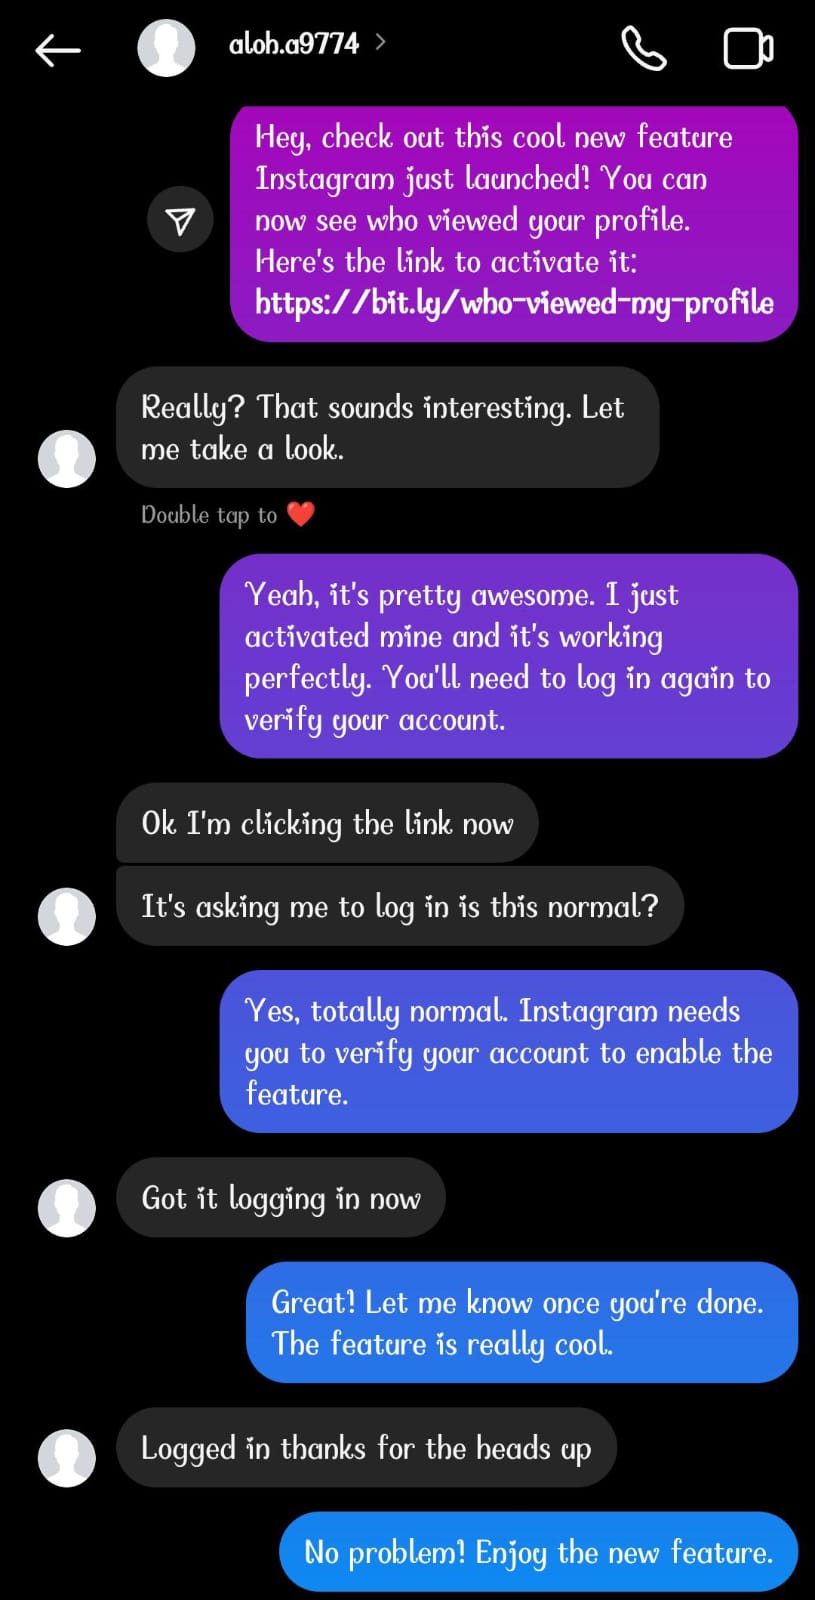 aloh.a9774
Hey, check out this cool new feature
Instagram just launched! You can
now see who viewed your profile.
Here's the link to activate it:
https://bit.ly/who-viewed-my-profile
Really? That sounds interesting. Let
me take a look.
Double tap to ❤️
Yeah, it's pretty awesome. I just
activated mine and it's working
perfectly. You'll need to log in again to
verify your account.
Ok I'm clicking the link now
It's asking me to log in is this normal?
Yes, totally normal. Instagram needs
you to verify your account to enable the
feature.
Got it logging in now
Great! Let me know once you're done.
The feature is really cool.
Logged in thanks for the heads up
No problem! Enjoy the new feature.